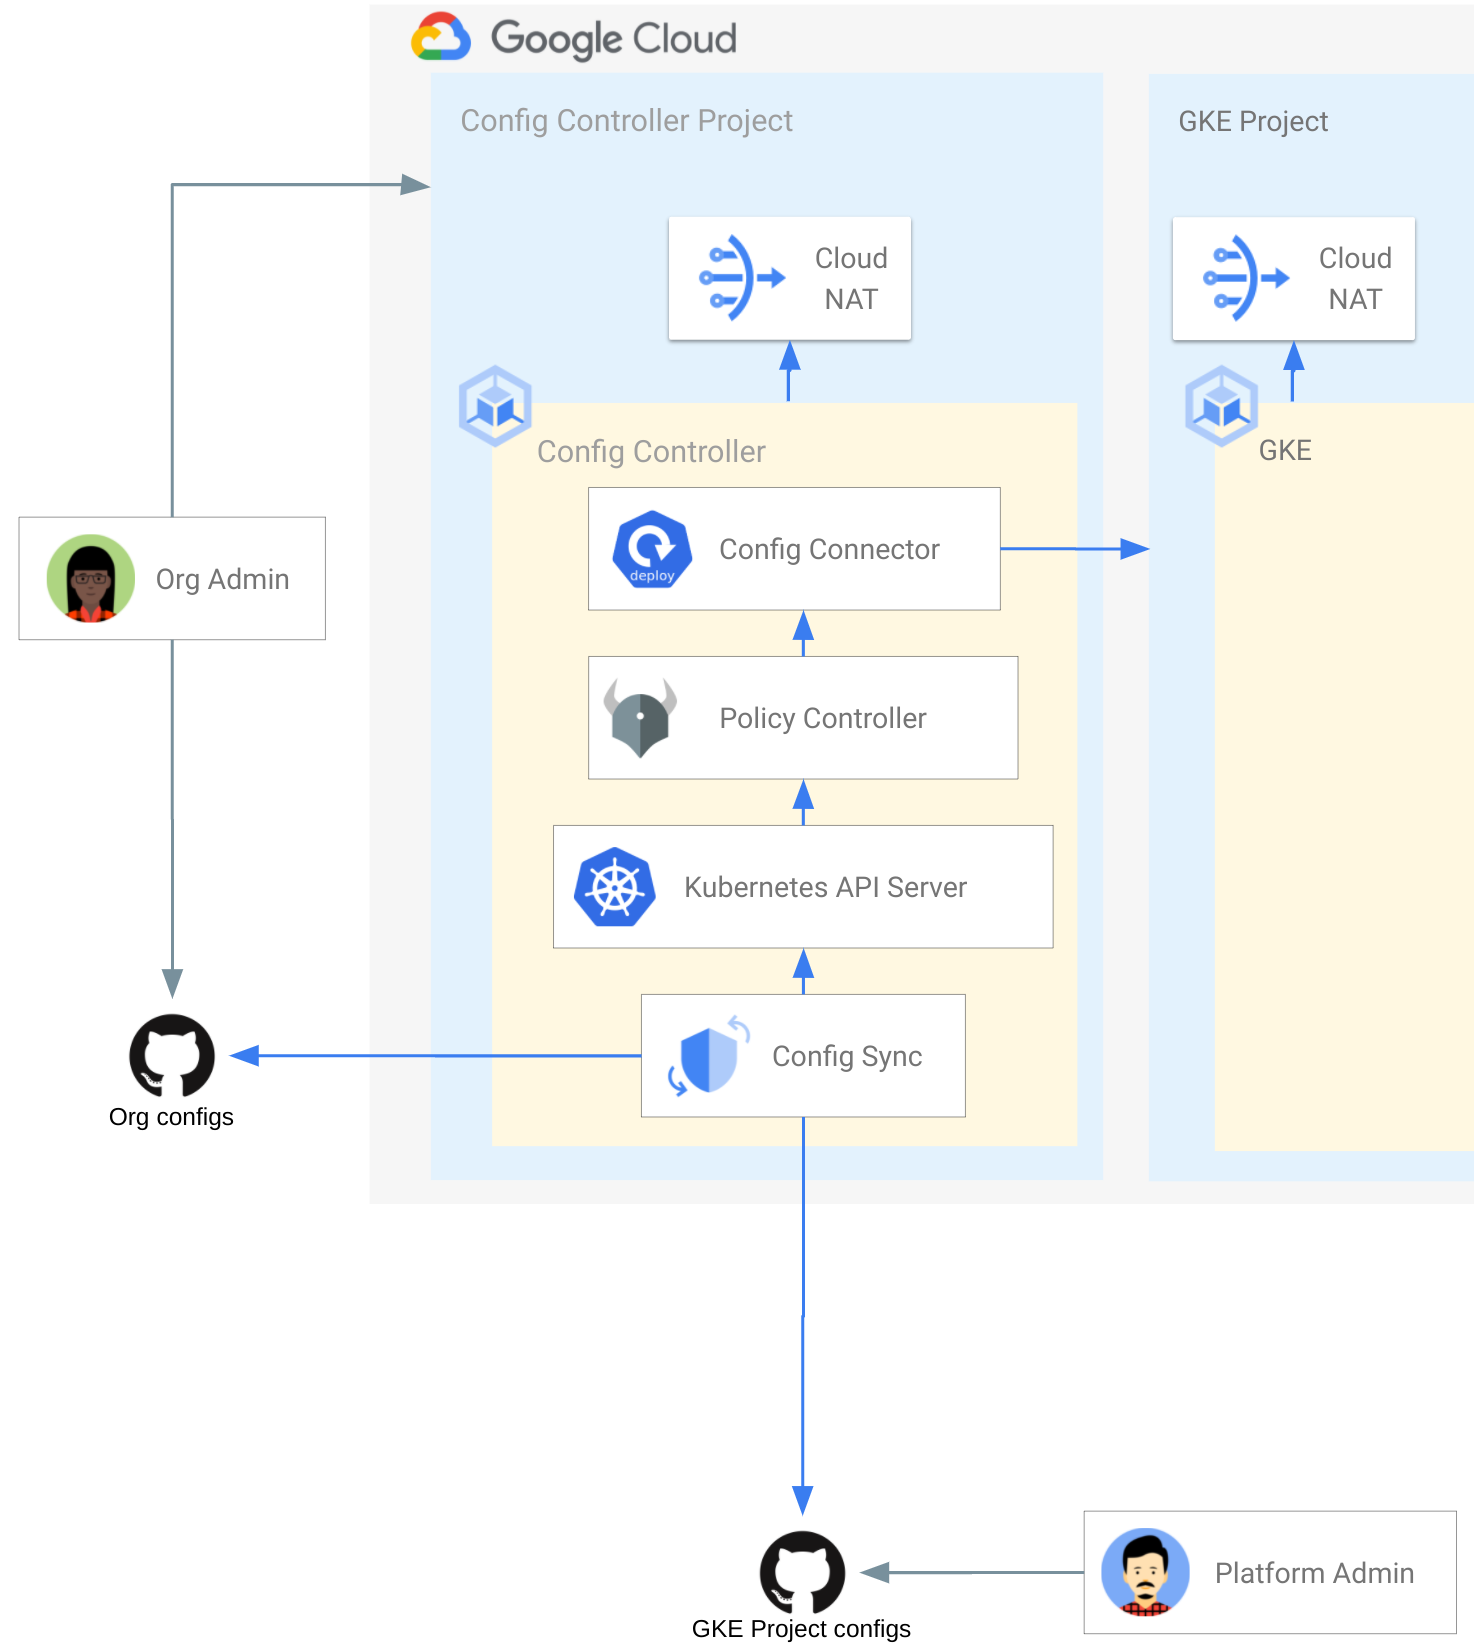 Google Cloud
Config Controller Project
GKE Project
Cloud
NAT
Cloud
NAT
Config Controller
GKE
deploy
Config Connector
Org Admin
Policy Controller
Kubernetes API Server
Config Sync
Org configs
Platform Admin
GKE Project configs